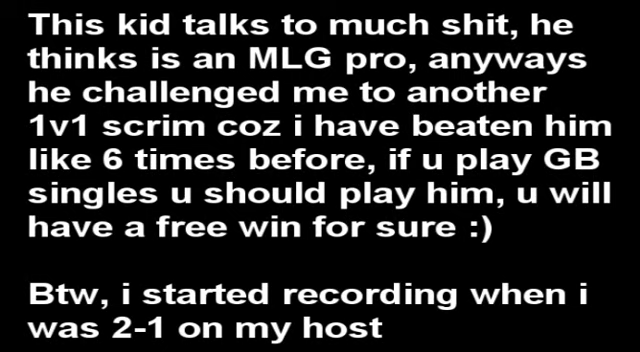 This kid talks to much shit, he
thinks is an MLG pro, anyways
he challenged me to another
1v1 scrim coz i have beaten him
like 6 times before, if u play GB
singles u should play him, u will
have a free win for sure :)
Btw, i started recording when i
was 2-1 on my host